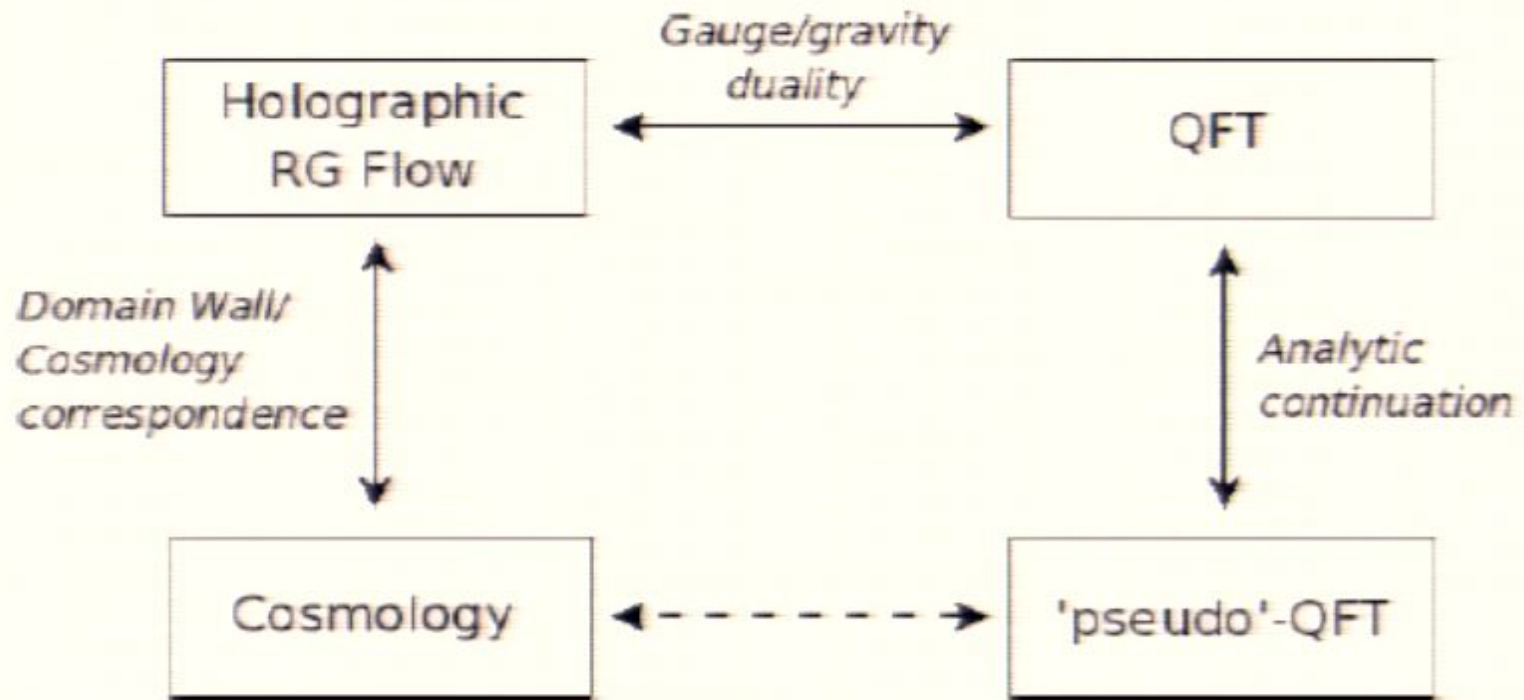 Gauge/gravity
duality
Holographic
RG Flow
QFT
Domain Wall/
Cosmology
correspondence
Analytic
continuation
Cosmology
'pseudo'-QFT